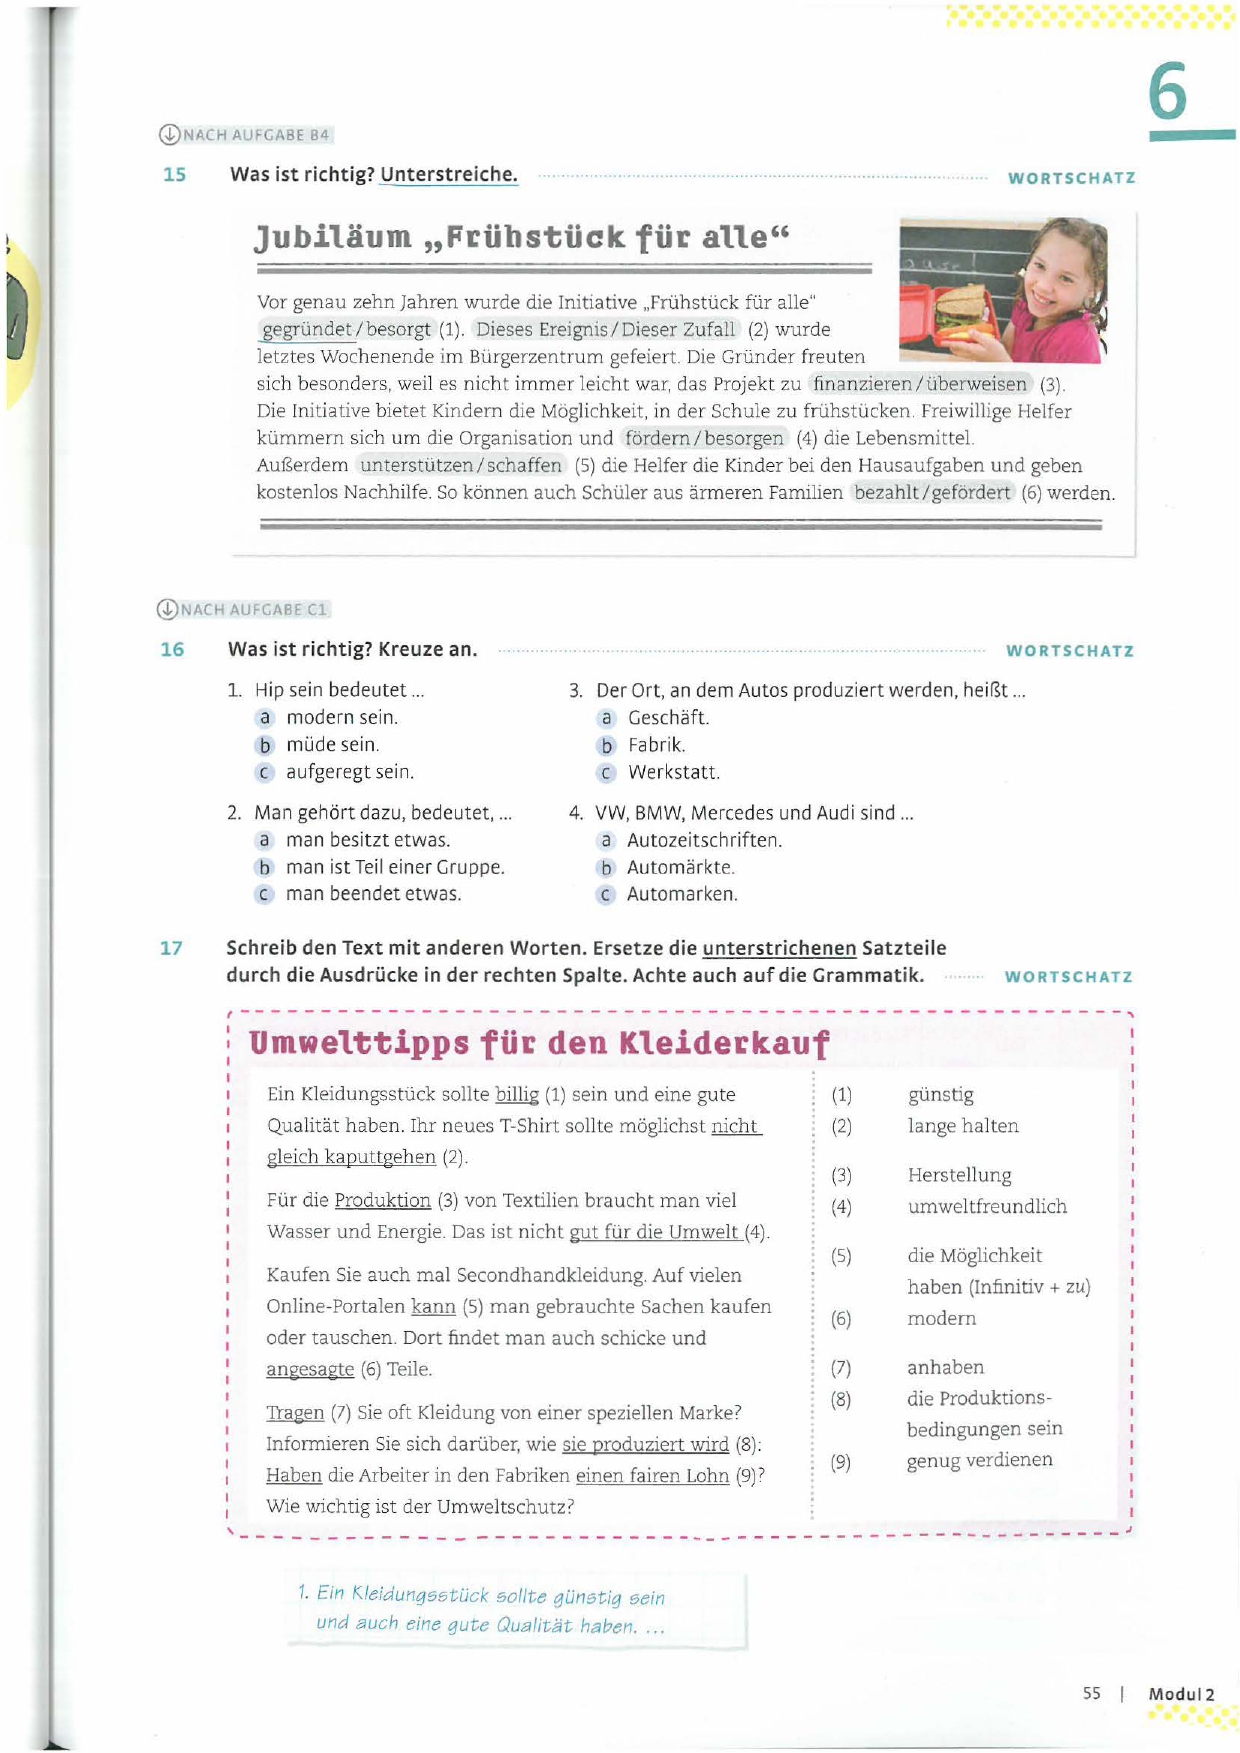 6
NACH AUFGABE B4
15 Was ist richtig? Unterstreiche. WORTSCHATZ
Jubiläum „Frühstück für alle“
Vor genau zehn Jahren wurde die Initiative „Frühstück für alle“
gegründet/besorgt (1). Dieses Ereignis/Dieser Zufall (2) wurde
letztes Wochenende im Bürgerzentrum gefeiert. Die Gründer freuten
sich besonders, weil es nicht immer leicht war, das Projekt zu finanzieren/überweisen (3).
Die Initiative bietet Kindern die Möglichkeit, in der Schule zu frühstücken. Freiwillige Helfer
kümmern sich um die Organisation und fördern/besorgen (4) die Lebensmittel.
Außerdem unterstützen/schaffen (5) die Helfer die Kinder bei den Hausaufgaben und geben
kostenlos Nachhilfe. So können auch Schüler aus ärmeren Familien bezahlt/gefördert (6) werden.
NACH AUFGABE C1
16 Was ist richtig? Kreuze an. WORTSCHATZ
1. Hip sein bedeutet ...
a modern sein.
b müde sein.
c aufgeregt sein.
2. Man gehört dazu, bedeutet, ...
a man besitzt etwas.
b man ist Teil einer Gruppe.
c man beendet etwas.
3. Der Ort, an dem Autos produziert werden, heißt ...
a Geschäft.
b Fabrik.
c Werkstatt.
4. VW, BMW, Mercedes und Audi sind ...
a Autozeitschriften.
b Automärkte.
c Automarken.
17 Schreib den Text mit anderen Worten. Ersetze die unterstrichenen Satzteile
durch die Ausdrücke in der rechten Spalte. Achte auch auf die Grammatik. WORTSCHATZ
Umwelttipps für den Kleiderkauf
Ein Kleidungsstück sollte billig (1) sein und eine gute
Qualität haben. Ihr neues T-Shirt sollte möglichst nicht
gleich kaputtgehen (2).
Für die Produktion (3) von Textilien braucht man viel
Wasser und Energie. Das ist nicht gut für die Umwelt (4).
Kaufen Sie auch mal Secondhandkleidung. Auf vielen
Online-Portalen kann (5) man gebrauchte Sachen kaufen
oder tauschen. Dort findet man auch schicke und
angesagte (6) Teile.
Tragen (7) Sie oft Kleidung von einer speziellen Marke?
Informieren Sie sich darüber, wie sie produziert wird (8):
Haben die Arbeiter in den Fabriken einen fairen Lohn (9)?
Wie wichtig ist der Umweltschutz?
(1) günstig
(2) lange halten
(3) Herstellung
(4) umweltfreundlich
(5) die Möglichkeit
haben (Infinitiv + zu)
(6) modern
(7) anhaben
(8) die Produktions-
bedingungen sein
(9) genug verdienen
1. Ein Kleidungsstück sollte günstig sein
und auch eine gute Qualität haben. ...
55 | Modul 2